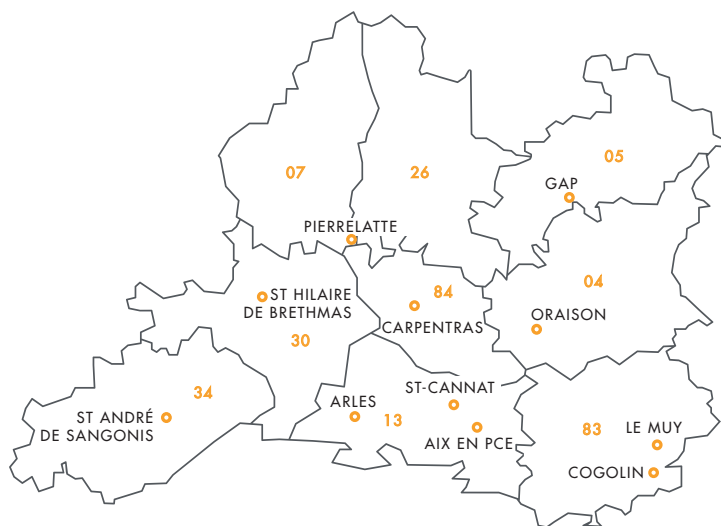 05
07
26
GAP
PIERRELATTE
04
84
ST HILAIRE
DE BRETHMAS
ORAISON
CARPENTRAS
30
ST-CANNAT
34
ARLES
ST ANDRÉ
DE SANGONIS
13
AIX EN PCE
83
LE MUY
COGOLIN